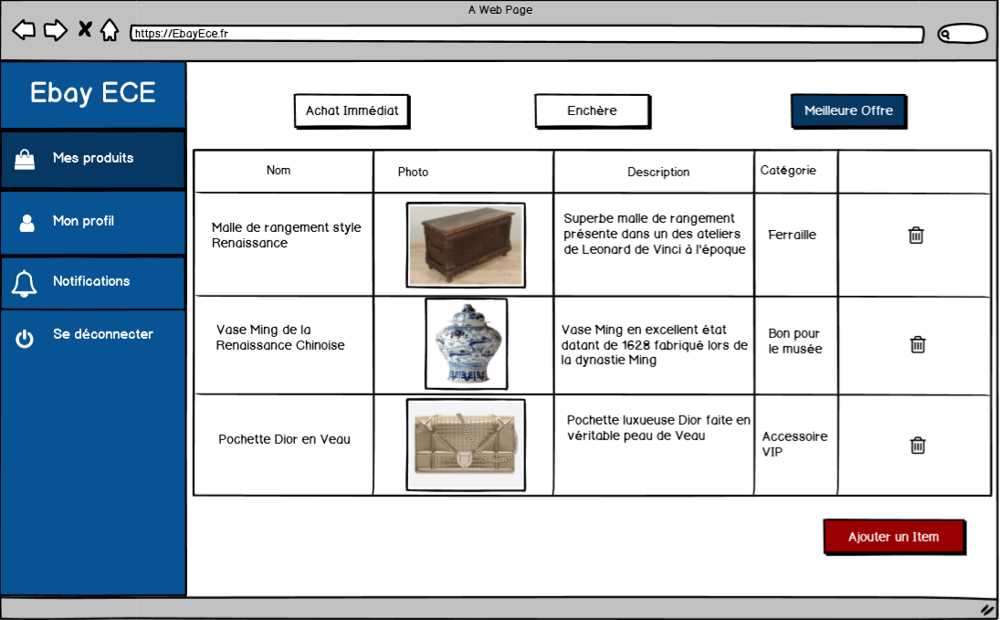 A Web Page
https://EbayEce.fr
Ebay ECE
Mes produits
Mon profil
Notifications
Se déconnecter
Achat Immédiat
Enchère
Meilleure Offre
Nom
Photo
Description
Catégorie
Malle de rangement style
Renaissance
Superbe malle de rangement
présente dans un des ateliers
de Leonard de Vinci à l'époque
Ferraille
Vase Ming de la
Renaissance Chinoise
Vase Ming en excellent état
datant de 1628 fabriqué lors de
la dynastie Ming
Bon pour
le musée
Pochette Dior en Veau
Pochette luxueuse Dior faite en
véritable peau de Veau
Accessoire
VIP
Ajouter un Item